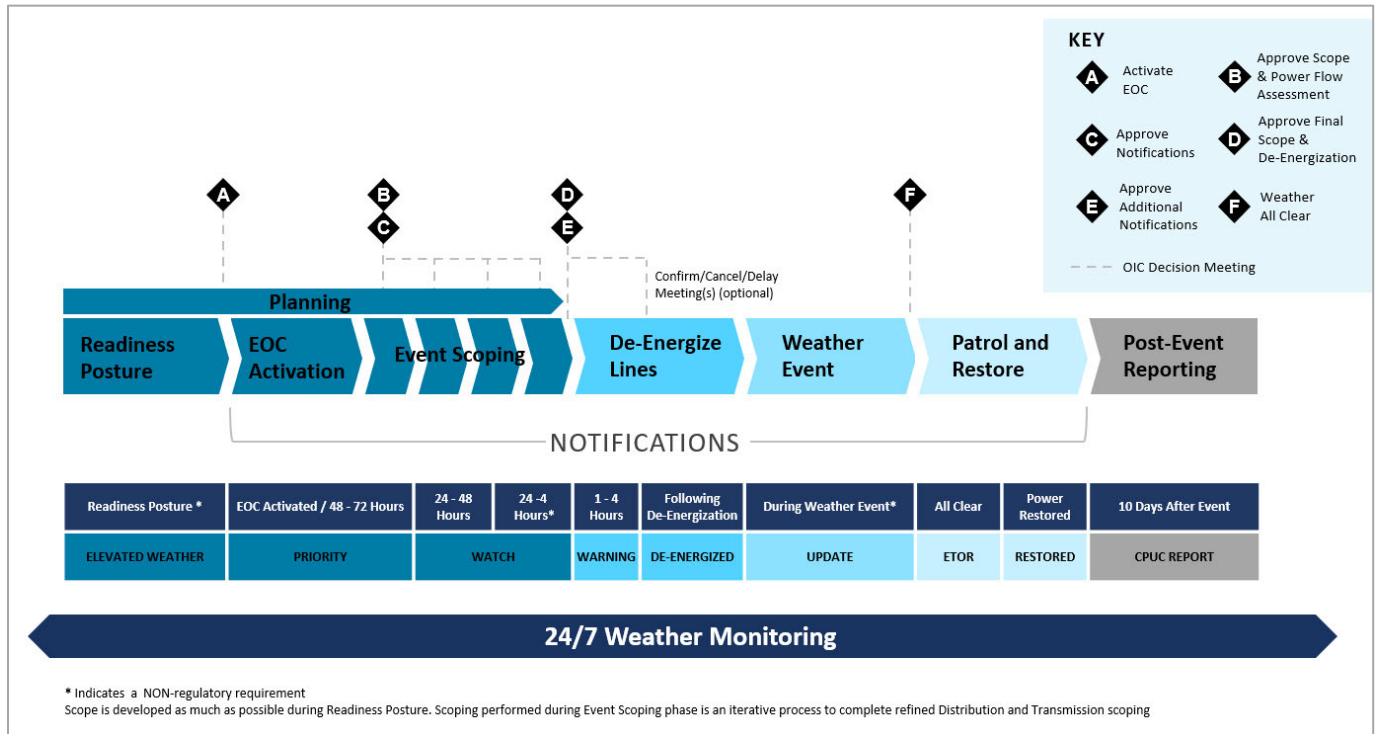 KEY
A
Activate
EOC
B
Approve Scope
& Power Flow
Assessment
C
Approve
Notifications
D
Approve Final
Scope &
De-Energization
E
Approve
Additional
Notifications
F
Weather
All Clear
OIC Decision Meeting
A
B
C
D
E
F
Confirm/Cancel/Delay
Meeting(s) (optional)
Planning
Readiness
Posture
EOC
Activation
Event Scoping
De-Energize
Lines
Weather
Event
Patrol and
Restore
Post-Event
Reporting
NOTIFICATIONS
Readiness Posture *
EOC Activated / 48 - 72 Hours
24 - 48
Hours
24 -4
Hours*
1 - 4
Hours
Following
De-Energization
During Weather Event*
All Clear
Power
Restored
10 Days After Event
ELEVATED WEATHER
PRIORITY
WATCH
WARNING
DE-ENERGIZED
UPDATE
ETOR
RESTORED
CPUC REPORT
24/7 Weather Monitoring
* Indicates a NON-regulatory requirement
Scope is developed as much as possible during Readiness Posture. Scoping performed during Event Scoping phase is an iterative process to complete refined Distribution and Transmission scoping